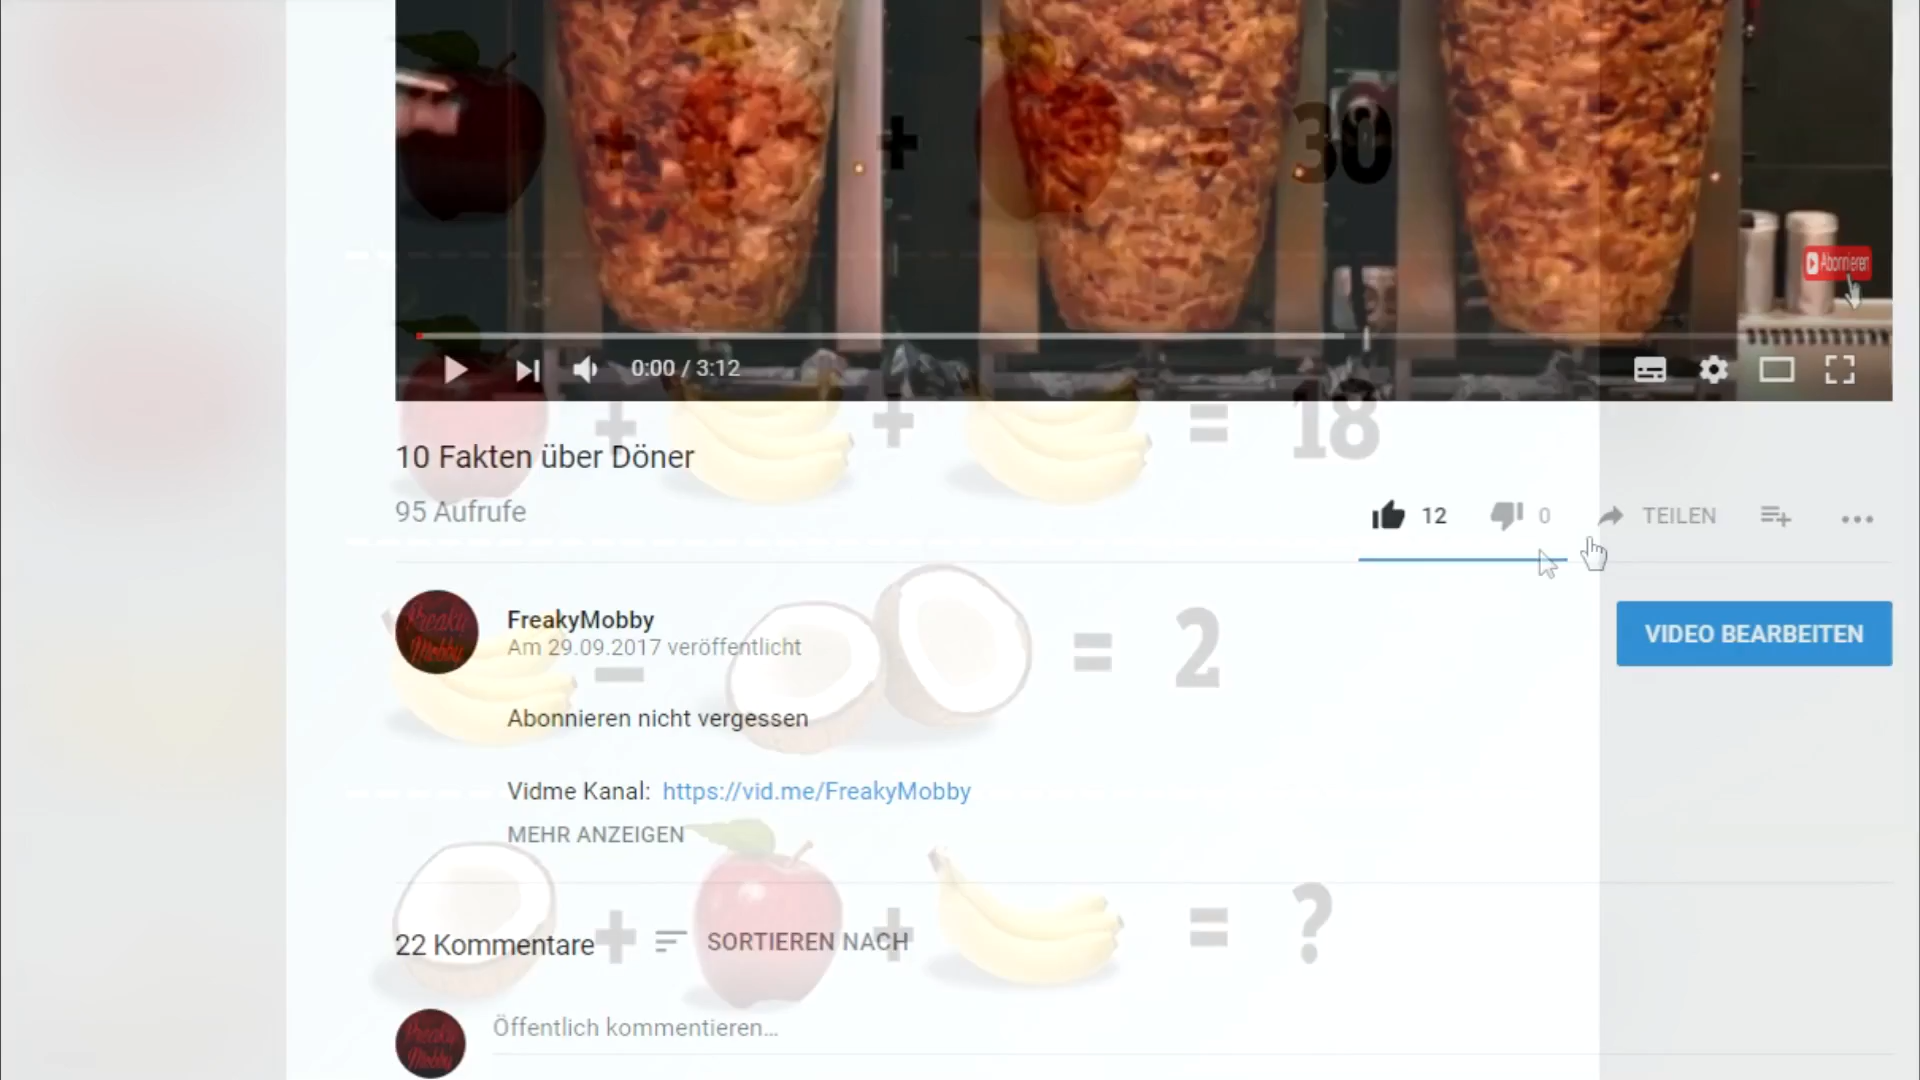 + + = 30
Abonnieren
0:00 / 3:12
+ + = 18
10 Fakten über Döner
95 Aufrufe
12 0 TEILEN
FreakyMobby
Am 29.09.2017 veröffentlicht
- = 2
VIDEO BEARBEITEN
Abonnieren nicht vergessen
Vidme Kanal: https://vid.me/FreakyMobby
MEHR ANZEIGEN
+ + = ?
22 Kommentare SORTIEREN NACH
Öffentlich kommentieren...
Freaky
Mobby